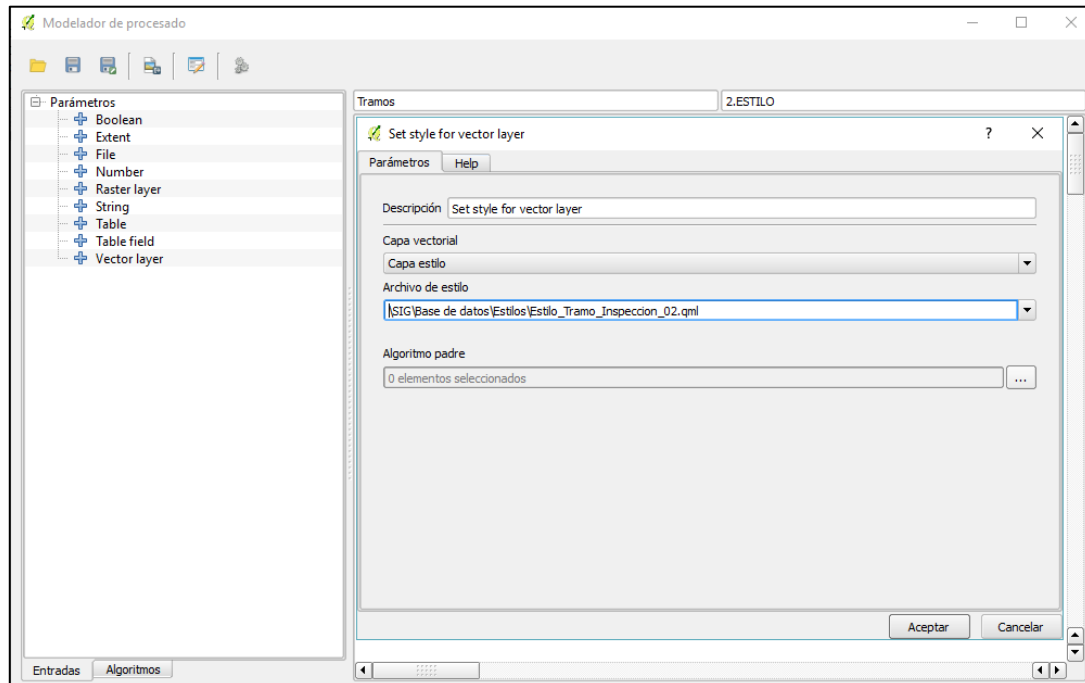 Modelador de procesado
Parámetros
Boolean
Extent
File
Number
Raster layer
String
Table
Table field
Vector layer
Entradas
Algoritmos
Tramos
2.ESTILO
Set style for vector layer
?
Parámetros
Help
Descripción
Set style for vector layer
Capa vectorial
Capa estilo
Archivo de estilo
\SIG\Base de datos\Estilos\Estilo_Tramo_Inspeccion_02.qml
Algoritmo padre
0 elementos seleccionados
...
Aceptar
Cancelar